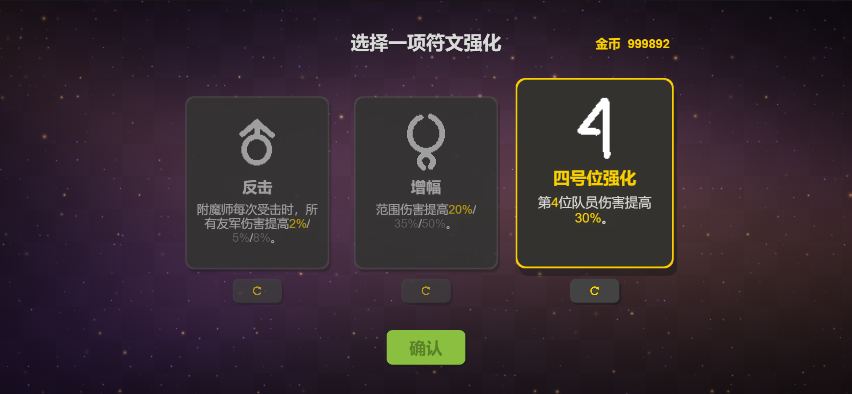 选择一项符文强化
金币 999892
反击
附魔师每次受击时，所
有友军伤害提高2%/
5%/8%。
增幅
范围伤害提高20%/
35%/50%。
4
四号位强化
第4位队员伤害提高
30%。
确认